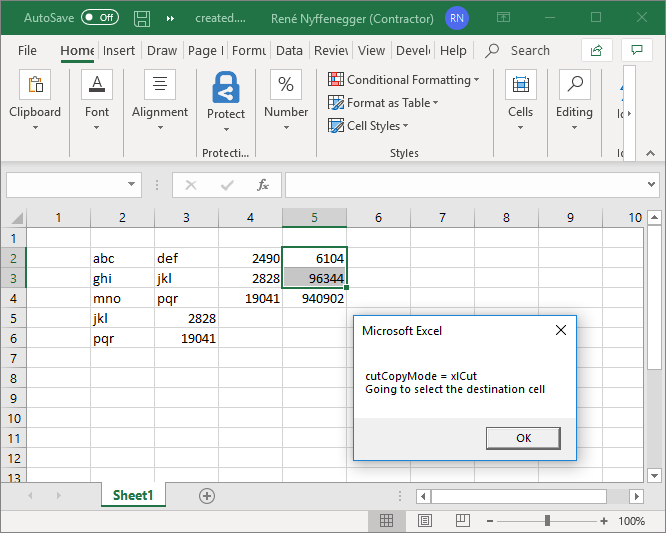 AutoSave Off » created.... René Nyffenegger (Contractor) RN
File Home Insert Draw Page Formu Data Review View Develo Help Search
Clipboard Font Alignment Protect % Number Conditional Formatting Cells Editing
Format as Table
Cell Styles
Protecti... Styles
fx
1 2 3 4 5 6 7 8 9 10
1
2 abc def 2490 6104
3 ghi jkl 2828 96344
4 mno pqr 19041 940902
5 jkl 2828
6 pqr 19041
7
8
9
10
11
12
13
Microsoft Excel
cutCopyMode = xlCut
Going to select the destination cell
OK
Sheet1
100%